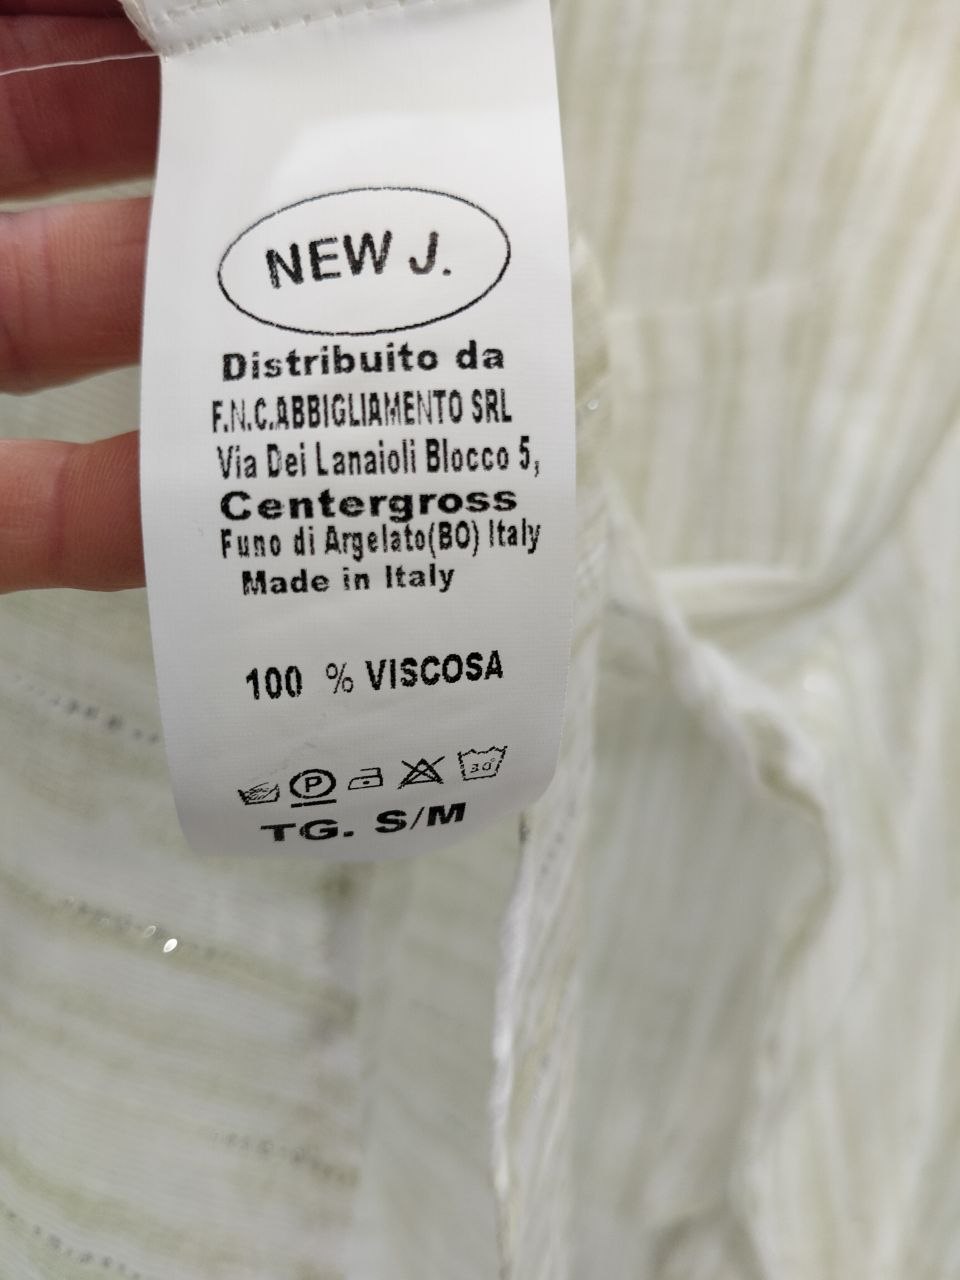 NEW J.
Distribuito da
F.N.C.ABBIGLIAMENTO SRL
Via Dei Lanaioli Blocco 5,
Centergross
Funo di Argelato(BO) Italy
Made in Italy
100 % VISCOSA
P 30°
TG. S/M